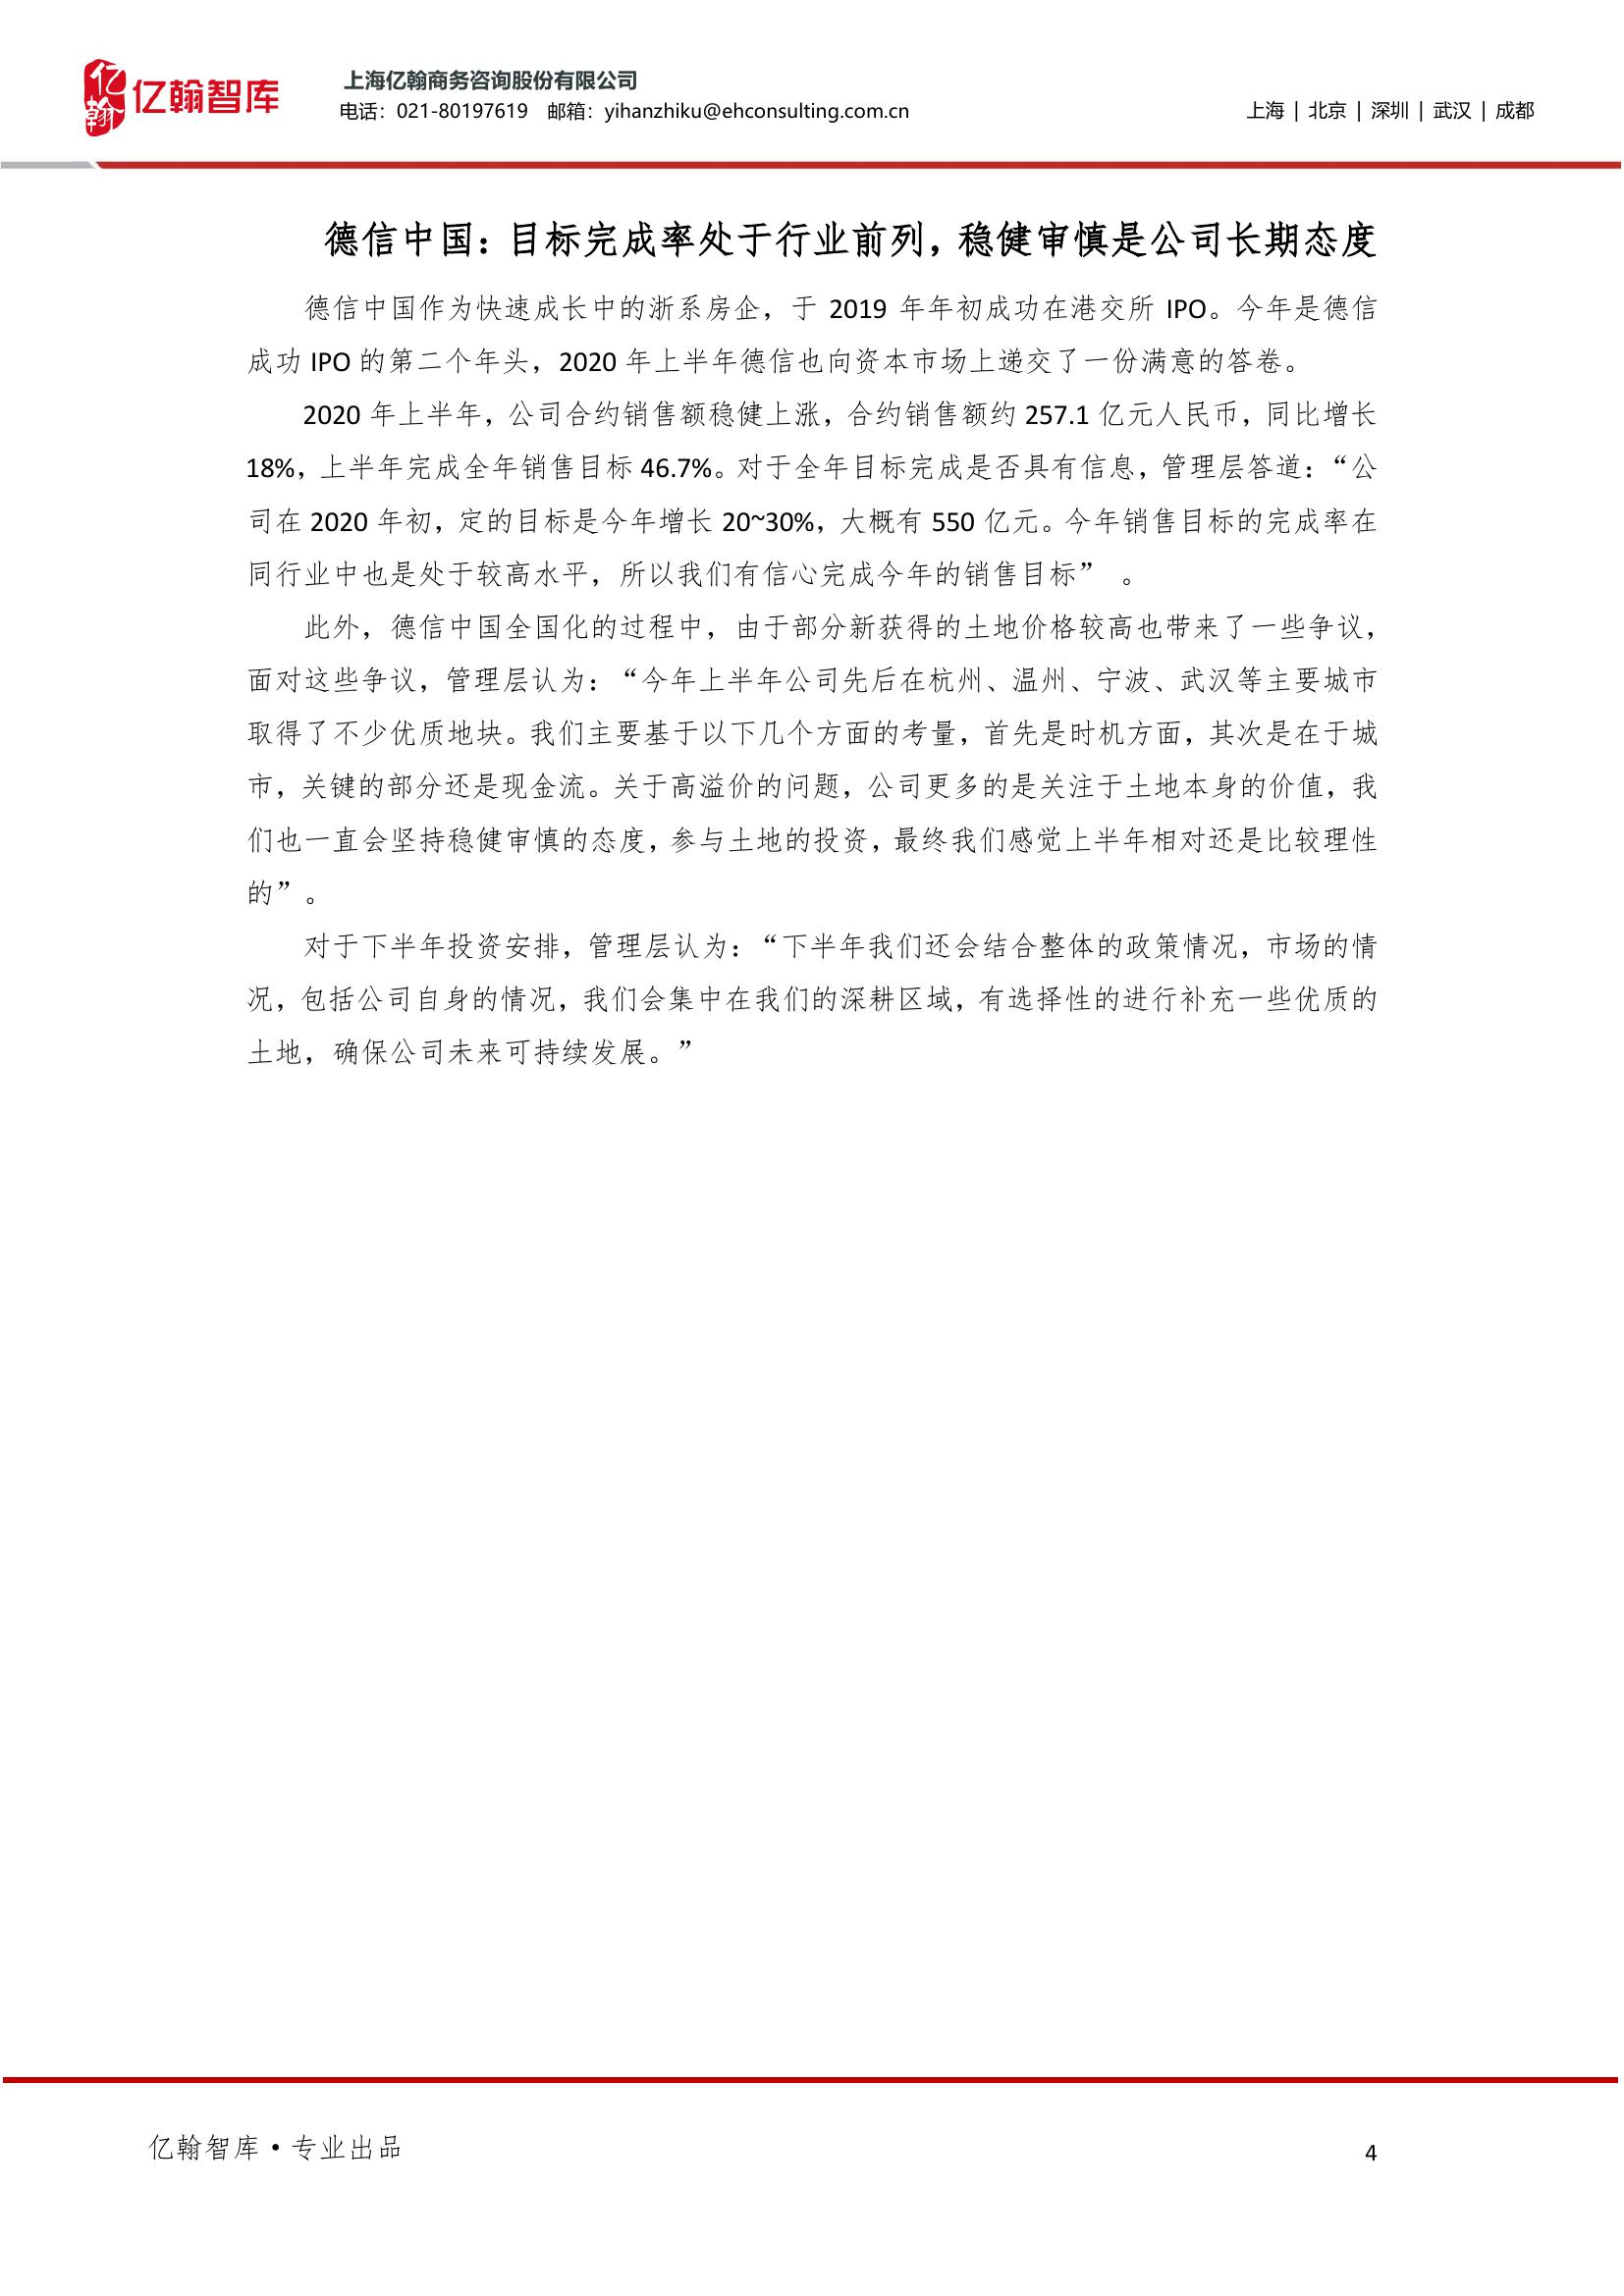 亿翰
亿翰智库
上海亿翰商务咨询股份有限公司
电话：021-80197619 邮箱：yihanzhiku@ehconsulting.com.cn
上海 | 北京 | 深圳 | 武汉 | 成都
德信中国：目标完成率处于行业前列，稳健审慎是公司长期态度
德信中国作为快速成长中的浙系房企，于 2019 年年初成功在港交所 IPO。今年是德信
成功 IPO 的第二个年头，2020 年上半年德信也向资本市场上递交了一份满意的答卷。
2020 年上半年，公司合约销售额稳健上涨，合约销售额约 257.1 亿元人民币，同比增长
18%，上半年完成全年销售目标 46.7%。对于全年目标完成是否具有信息，管理层答道：“公
司在 2020 年初，定的目标是今年增长 20~30%，大概有 550 亿元。今年销售目标的完成率在
同行业中也是处于较高水平，所以我们有信心完成今年的销售目标” 。
此外，德信中国全国化的过程中，由于部分新获得的土地价格较高也带来了一些争议，
面对这些争议，管理层认为：“今年上半年公司先后在杭州、温州、宁波、武汉等主要城市
取得了不少优质地块。我们主要基于以下几个方面的考量，首先是时机方面，其次是在于城
市，关键的部分还是现金流。关于高溢价的问题，公司更多的是关注于土地本身的价值，我
们也一直会坚持稳健审慎的态度，参与土地的投资，最终我们感觉上半年相对还是比较理性
的”。
对于下半年投资安排，管理层认为：“下半年我们还会结合整体的政策情况，市场的情
况，包括公司自身的情况，我们会集中在我们的深耕区域，有选择性的进行补充一些优质的
土地，确保公司未来可持续发展。”
亿翰智库·专业出品
4